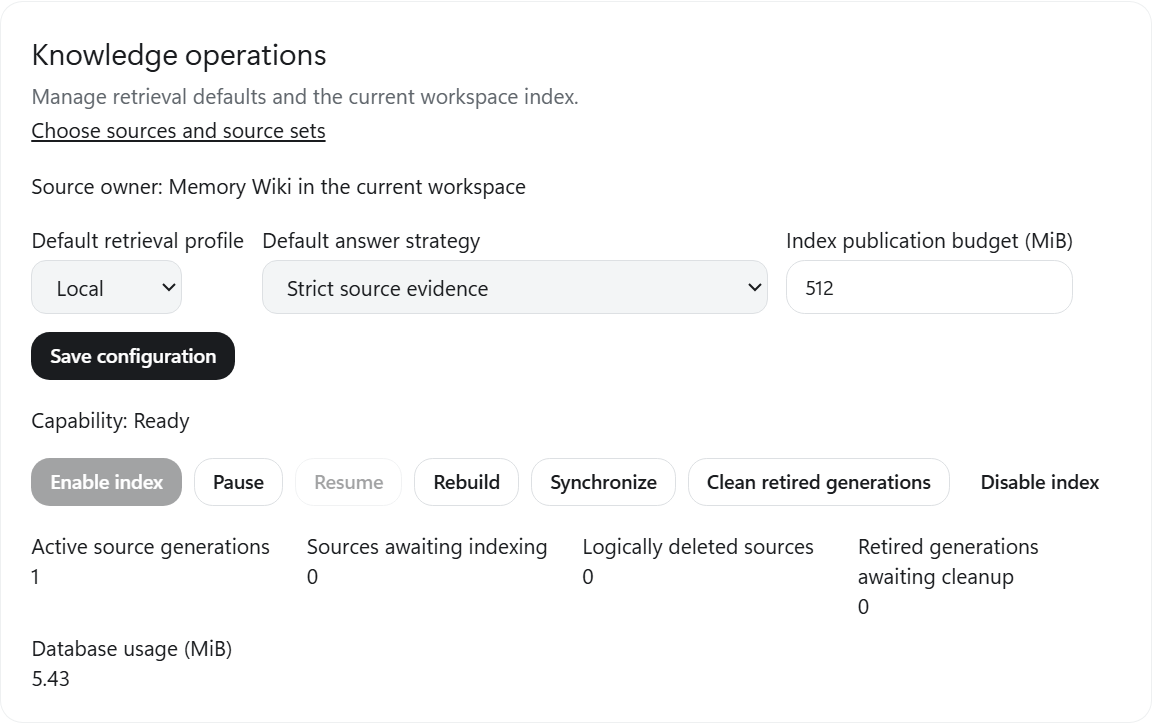 Knowledge operations
Manage retrieval defaults and the current workspace index.
Choose sources and source sets
Source owner: Memory Wiki in the current workspace
Default retrieval profile
Local
Default answer strategy
Strict source evidence
Index publication budget (MiB)
512
Save configuration
Capability: Ready
Enable index
Pause
Resume
Rebuild
Synchronize
Clean retired generations
Disable index
Active source generations
1
Sources awaiting indexing
0
Logically deleted sources
0
Retired generations
awaiting cleanup
0
Database usage (MiB)
5.43